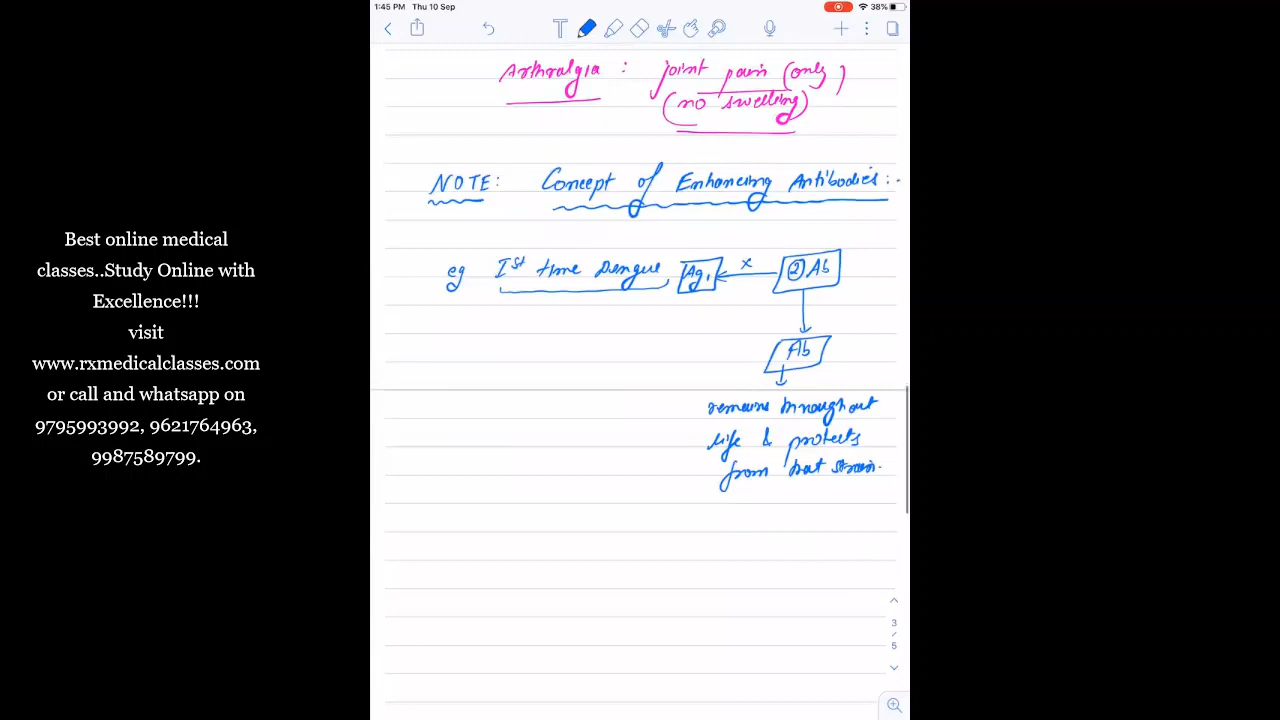 1:45 PM Thu 10 Sep
38%
Arthralgia : joint pain (only)
(no swelling)
NOTE: Concept of Enhancing Antibodies:-
eg Ist time Dengue Ag1 x 2 Ab
Ab
remains throughout
life & protects
from that strain.
Best online medical
classes..Study Online with
Excellence!!!
visit
www.rxmedicalclasses.com
or call and whatsapp on
9795993992, 9621764963,
9987589799.
3
/
5